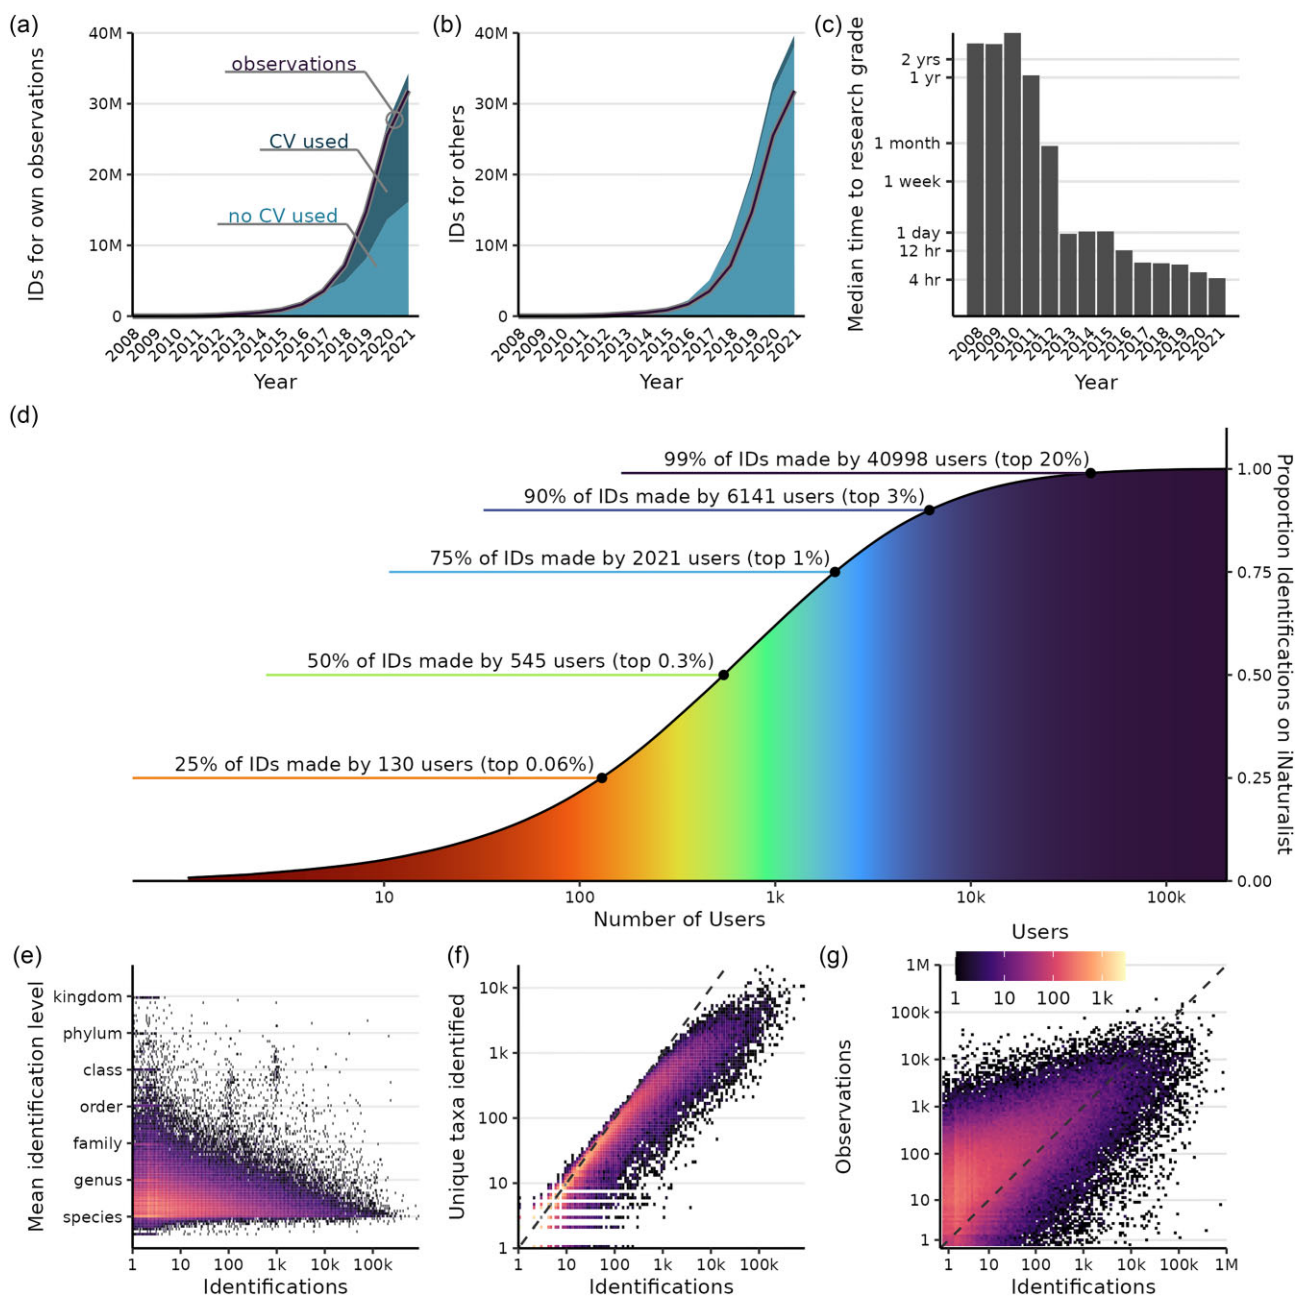 (a)
IDs for own observations
40M
30M
20M
10M
0
observations
CV used
no CV used
2008
2009
2010
2011
2012
2013
2014
2015
2016
2017
2018
2019
2020
2021
Year
(b)
IDs for others
40M
30M
20M
10M
0
2008
2009
2010
2011
2012
2013
2014
2015
2016
2017
2018
2019
2020
2021
Year
(c)
Median time to research grade
2 yrs
1 yr
1 month
1 week
1 day
12 hr
4 hr
2008
2009
2010
2011
2012
2013
2014
2015
2016
2017
2018
2019
2020
2021
Year
(d)
99% of IDs made by 40998 users (top 20%)
90% of IDs made by 6141 users (top 3%)
75% of IDs made by 2021 users (top 1%)
50% of IDs made by 545 users (top 0.3%)
25% of IDs made by 130 users (top 0.06%)
1.00
0.75
0.50
0.25
0.00
Proportion Identifications on iNaturalist
10
100
1k
10k
100k
Number of Users
(e)
Mean identification level
kingdom
phylum
class
order
family
genus
species
1
10
100
1k
10k
100k
Identifications
(f)
Unique taxa identified
10k
1k
100
10
1
1
10
100
1k
10k
100k
Identifications
(g)
Users
1
10
100
1k
Observations
1M
100k
10k
1k
100
10
1
1
10
100
1k
10k
100k
1M
Identifications